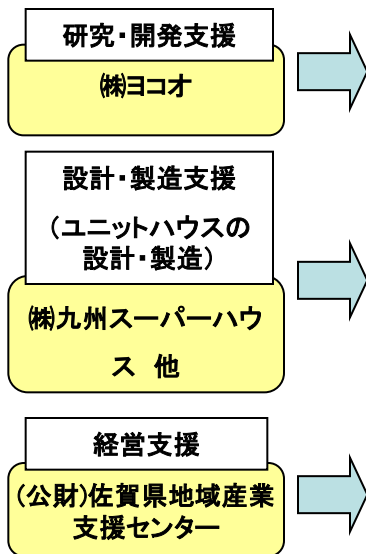 研究・開発支援
㈱ヨコオ
設計・製造支援
（ユニットハウスの
設計・製造）
㈱九州スーパーハウ
ス 他
経営支援
(公財)佐賀県地域産業
支援センター